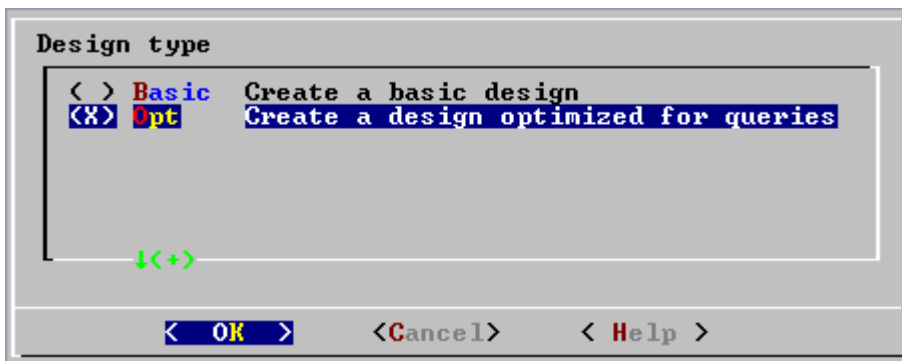 Design type
( ) Basic Create a basic design
(X) Opt Create a design optimized for queries
↓(+)
< OK > <Cancel> < Help >